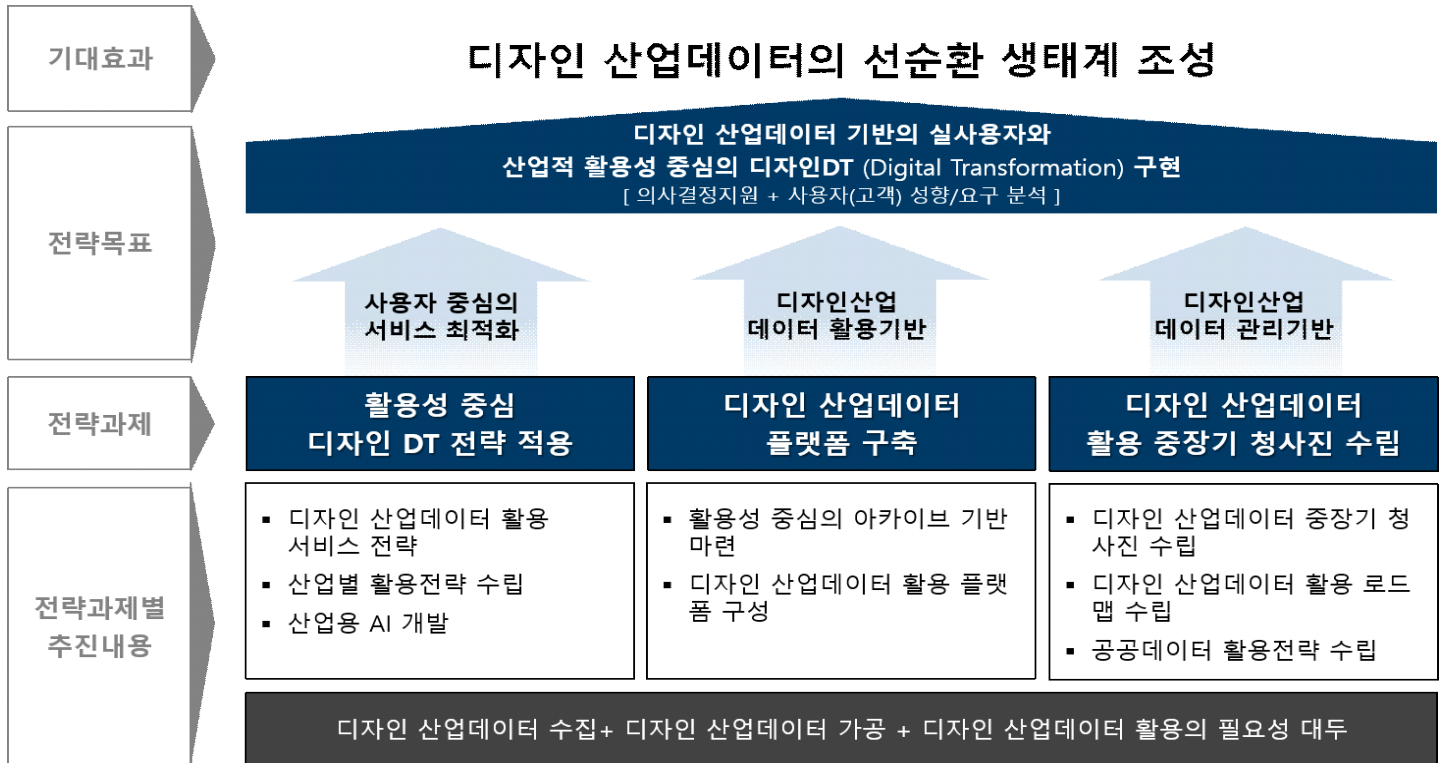 기대효과
디자인 산업데이터의 선순환 생태계 조성
전략목표
디자인 산업데이터 기반의 실사용자와
산업적 활용성 중심의 디자인DT (Digital Transformation) 구현
[ 의사결정지원 + 사용자(고객) 성향/요구 분석 ]
사용자 중심의
서비스 최적화
디자인산업
데이터 활용기반
디자인산업
데이터 관리기반
전략과제
활용성 중심
디자인 DT 전략 적용
디자인 산업데이터
플랫폼 구축
디자인 산업데이터
활용 중장기 청사진 수립
전략과제별
추진내용
▪ 디자인 산업데이터 활용
서비스 전략
▪ 산업별 활용전략 수립
▪ 산업용 AI 개발
▪ 활용성 중심의 아카이브 기반
마련
▪ 디자인 산업데이터 활용 플랫
폼 구성
▪ 디자인 산업데이터 중장기 청
사진 수립
▪ 디자인 산업데이터 활용 로드
맵 수립
▪ 공공데이터 활용전략 수립
디자인 산업데이터 수집+ 디자인 산업데이터 가공 + 디자인 산업데이터 활용의 필요성 대두